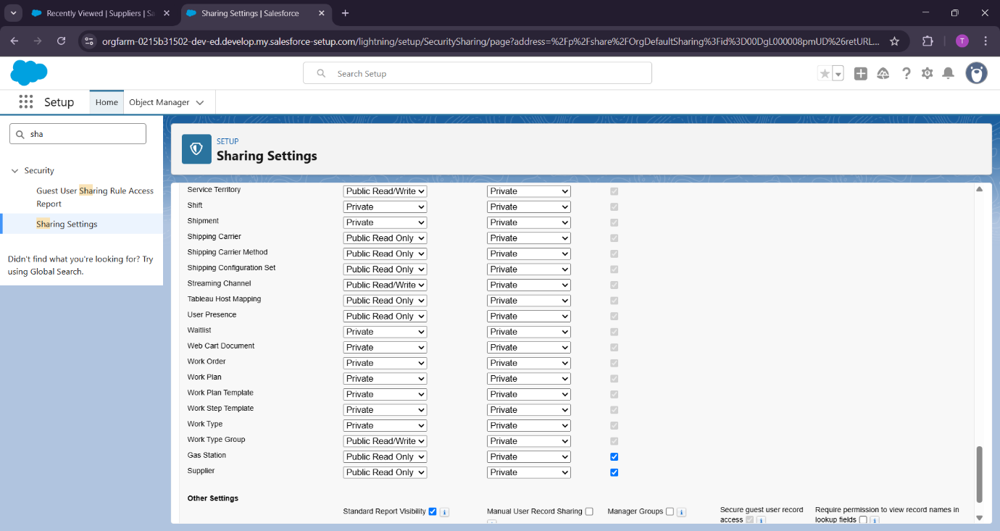 Recently Viewed | Suppliers | Sa
Sharing Settings | Salesforce
orgfarm-0215b31502-dev-ed.develop.my.salesforce-setup.com/lightning/setup/SecuritySharing/page?address=%2Fp%2Fshare%2FOrgDefaultSharing%3Fid%3D00DgL000008pmUD%26retURL...
T
Search Setup
Setup Home Object Manager
sha
Security
Guest User Sharing Rule Access
Report
Sharing Settings
Didn't find what you're looking for? Try
using Global Search.
SETUP
Sharing Settings
Service Territory Public Read/Write Private
Shift Private Private
Shipment Private Private
Shipping Carrier Public Read Only Private
Shipping Carrier Method Public Read Only Private
Shipping Configuration Set Public Read Only Private
Streaming Channel Public Read/Write Private
Tableau Host Mapping Public Read Only Private
User Presence Public Read Only Private
Waitlist Private Private
Web Cart Document Private Private
Work Order Private Private
Work Plan Private Private
Work Plan Template Private Private
Work Step Template Private Private
Work Type Private Private
Work Type Group Public Read/Write Private
Gas Station Public Read Only Private
Supplier Public Read Only Private
Other Settings
Standard Report Visibility i Manual User Record Sharing Manager Groups i Secure guest user record access i Require permission to view record names in lookup fields i